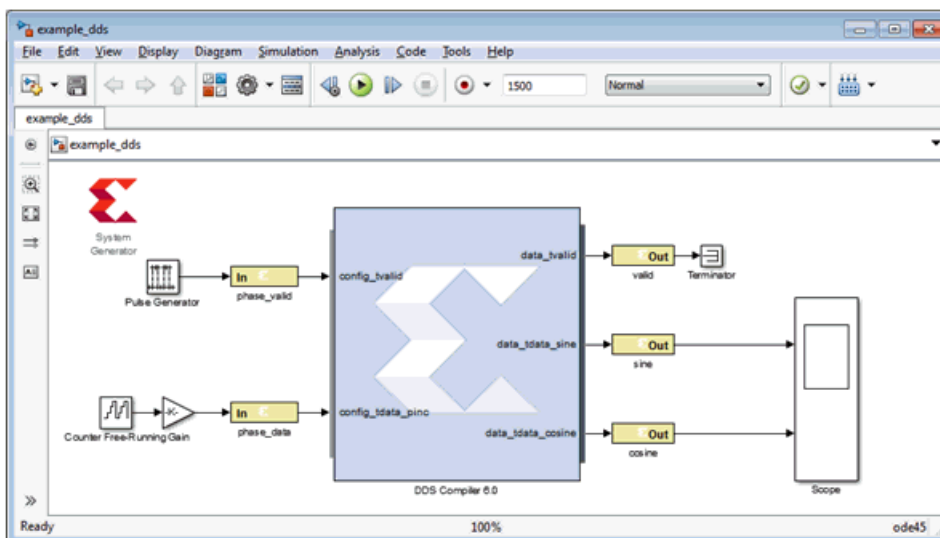 example_dds
File Edit View Display Diagram Simulation Analysis Code Tools Help
1500 Normal
example_dds
example_dds
System
Generator
Pulse Generator
In
phase_valid
config_tvalid
data_tvalid
Out
valid
Terminator
data_tdata_sine
Out
sine
Counter Free-Running
Gain
-K-
In
phase_data
config_tdata_pinc
data_tdata_cosine
Out
cosine
DDS Compiler 6.0
Scope
Ready 100% ode45